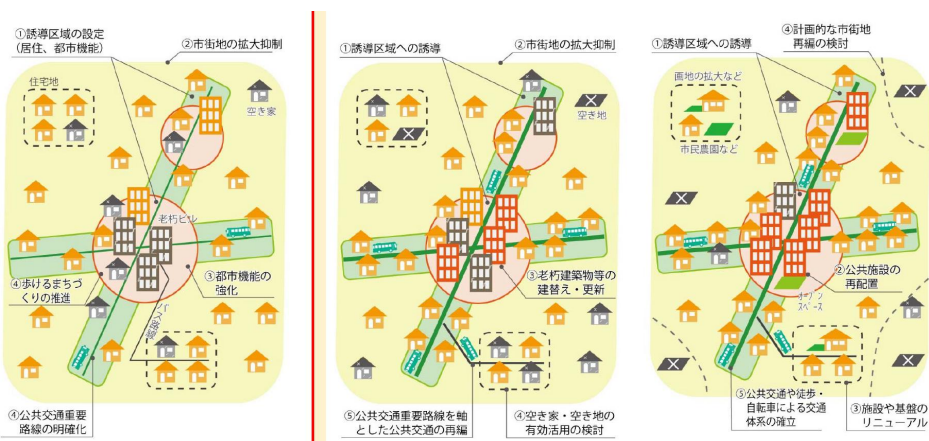 ①誘導区域の設定
（居住、都市機能）
②市街地の拡大抑制
住宅地
空き家
老朽ビル
③都市機能の
強化
④歩けるまちづ
くりの推進
バス路線
④公共交通重要
路線の明確化
①誘導区域への誘導
②市街地の拡大抑制
空き地
③老朽建築物等の
建替え・更新
⑤公共交通重要路線を軸
とした公共交通の再編
④空き家・空き地の
有効活用の検討
④計画的な市街地
再編の検討
①誘導区域への誘導
画地の拡大など
市民農園など
②公共施設の
再配置
オープン
スペース
⑤公共交通や徒歩・
自転車による交通
体系の確立
③施設や基盤の
リニューアル